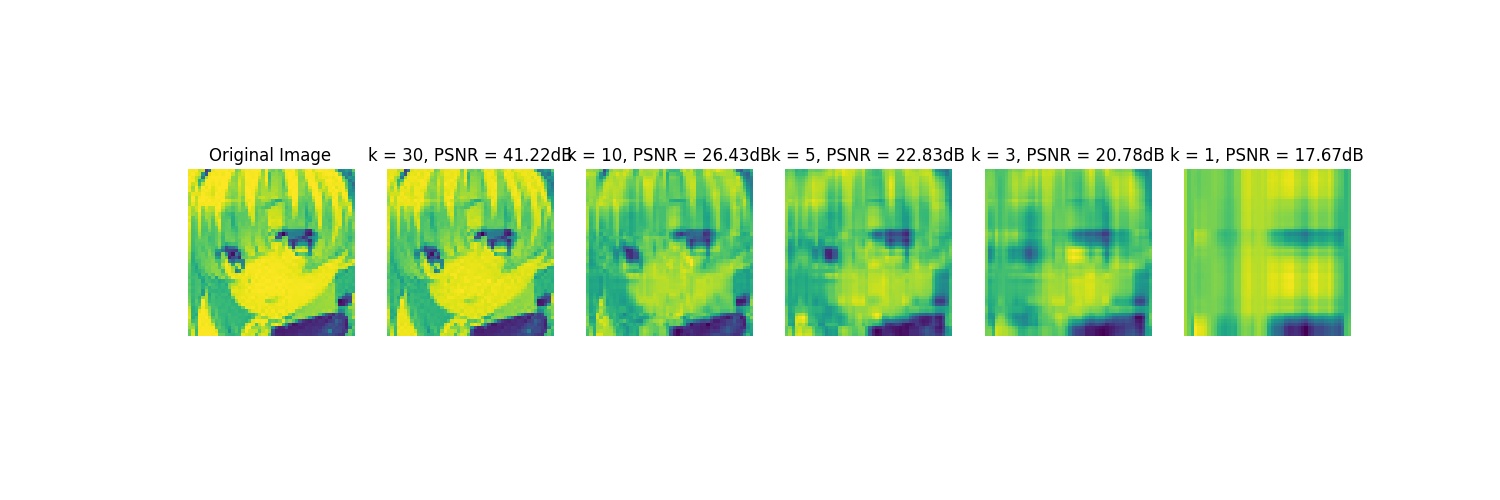 Original Image
k = 30, PSNR = 41.22dB
k = 10, PSNR = 26.43dB
k = 5, PSNR = 22.83dB
k = 3, PSNR = 20.78dB
k = 1, PSNR = 17.67dB